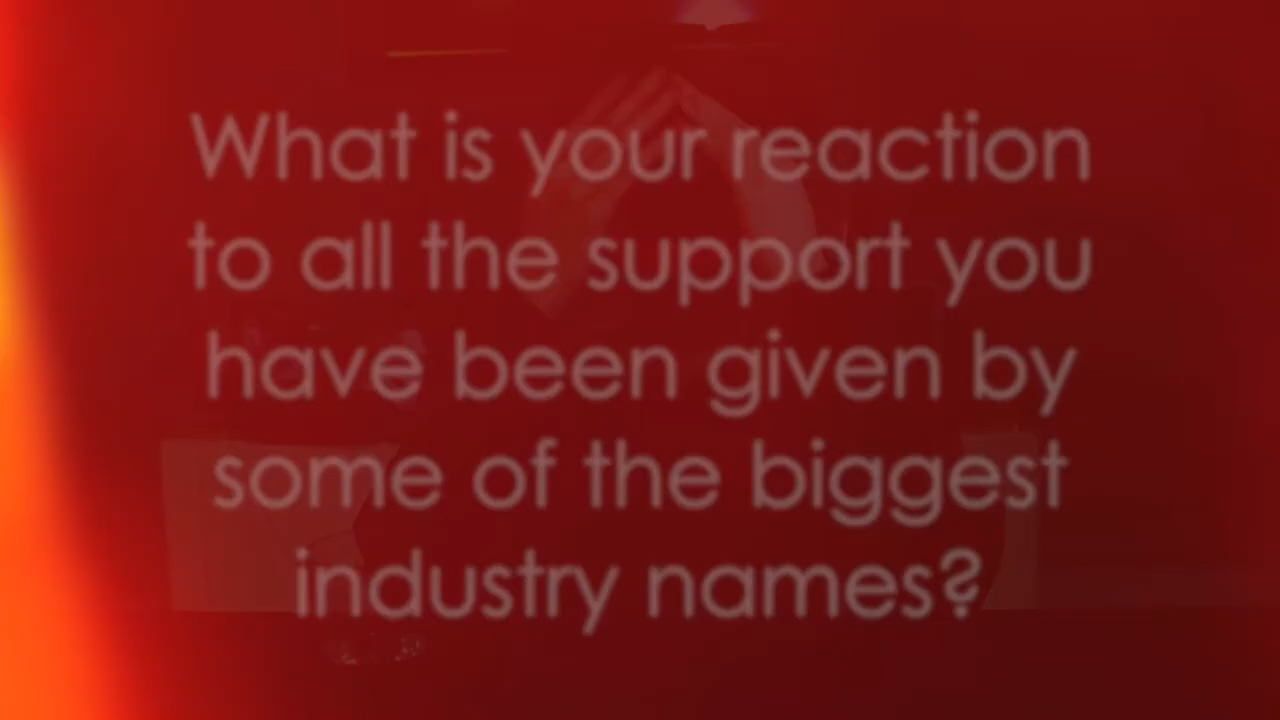 What is your reaction
to all the support you
have been given by
some of the biggest
industry names?